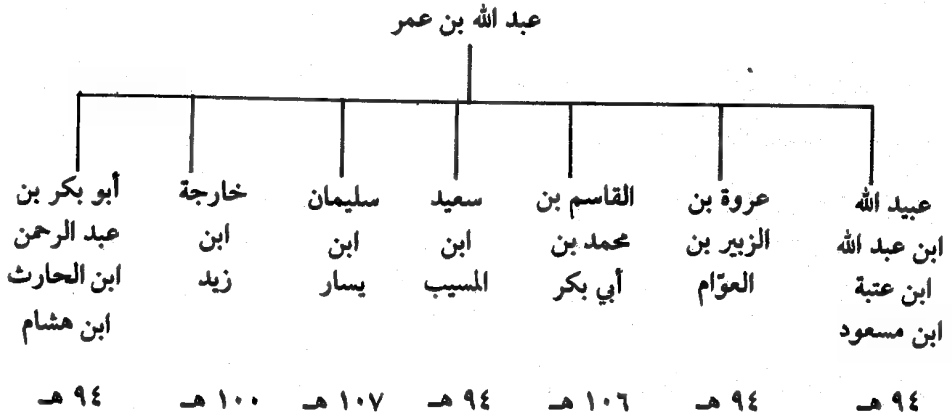 عبد الله بن عمر
عبيد الله
ابن عبد الله
ابن عتبة
ابن مسعود
٩٤ هـ
عروة بن
الزبير بن
العوّام
٩٤ هـ
القاسم بن
محمد بن
أبي بكر
١٠٦ هـ
سعيد
ابن
المسيب
٩٤ هـ
سليمان
ابن
يسار
١٠٧ هـ
خارجة
ابن
زيد
١٠٠ هـ
أبو بكر بن
عبد الرحمن
ابن الحارث
ابن هشام
٩٤ هـ